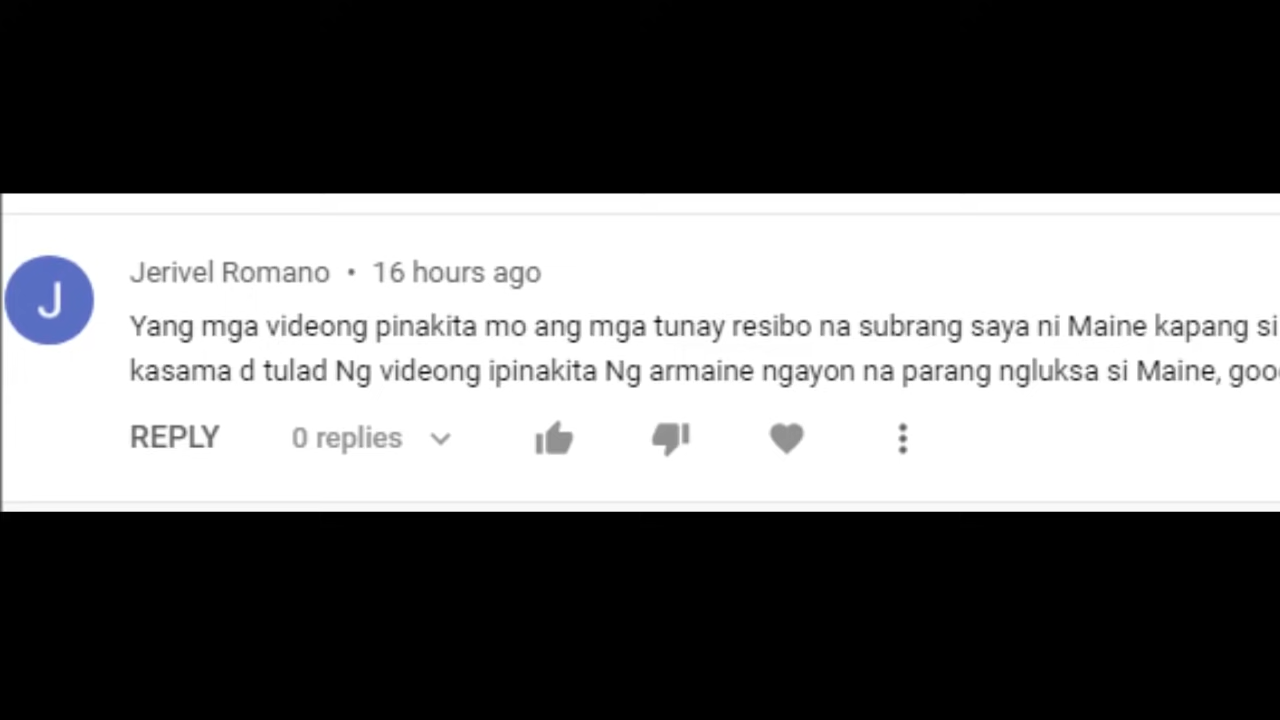 J
Jerivel Romano • 16 hours ago
Yang mga videong pinakita mo ang mga tunay resibo na subrang saya ni Maine kapang si
kasama d tulad Ng videong ipinakita Ng armaine ngayon na parang ngluksa si Maine,
REPLY 0 replies